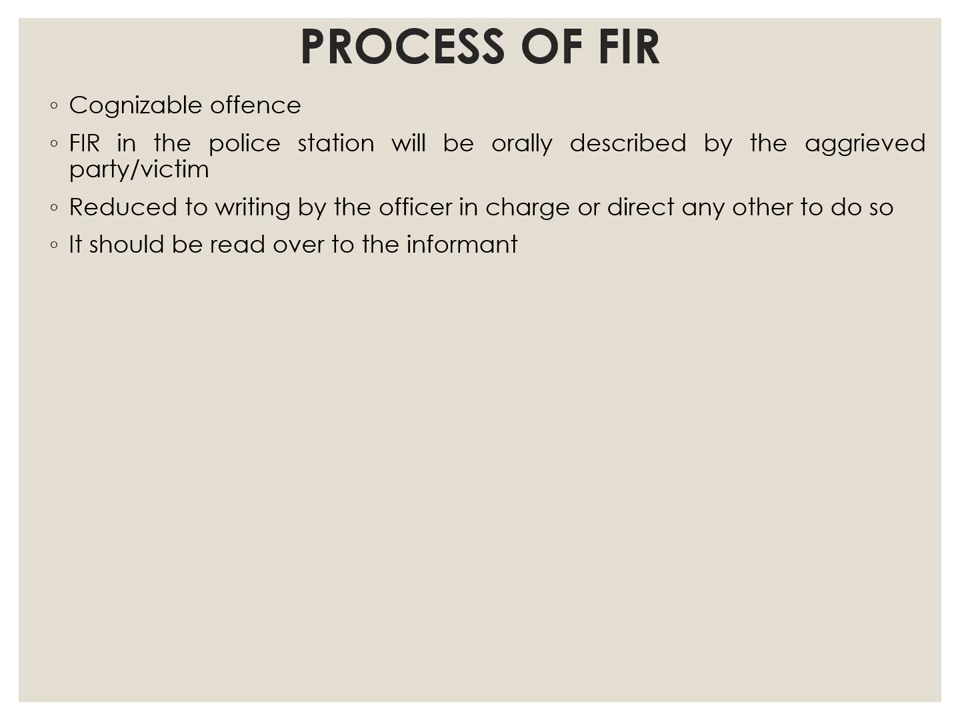 PROCESS OF FIR
◦ Cognizable offence
◦ FIR in the police station will be orally described by the aggrieved
party/victim
◦ Reduced to writing by the officer in charge or direct any other to do so
◦ It should be read over to the informant